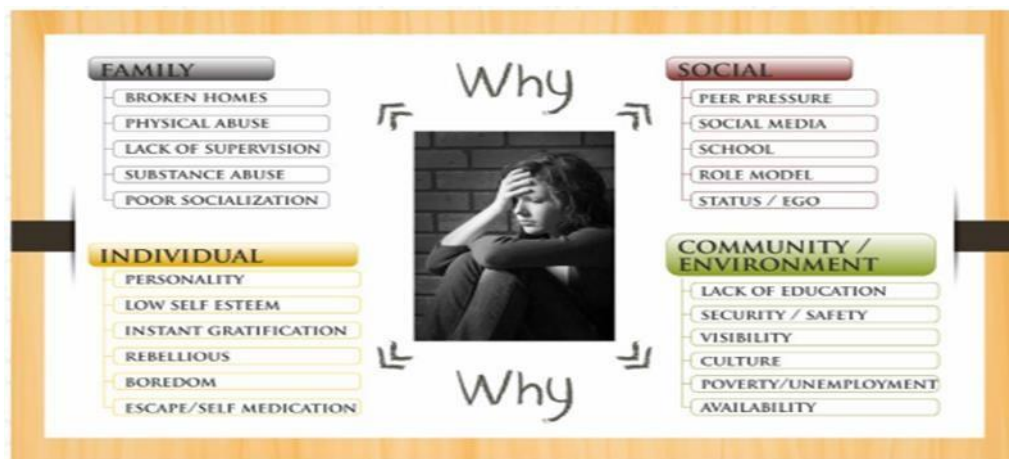 Why
FAMILY
BROKEN HOMES
PHYSICAL ABUSE
LACK OF SUPERVISION
SUBSTANCE ABUSE
POOR SOCIALIZATION
SOCIAL
PEER PRESSURE
SOCIAL MEDIA
SCHOOL
ROLE MODEL
STATUS / EGO
INDIVIDUAL
PERSONALITY
LOW SELF ESTEEM
INSTANT GRATIFICATION
REBELLIOUS
BOREDOM
ESCAPE/SELF MEDICATION
COMMUNITY /
ENVIRONMENT
LACK OF EDUCATION
SECURITY / SAFETY
VISIBILITY
CULTURE
POVERTY/UNEMPLOYMENT
AVAILABILITY
Why